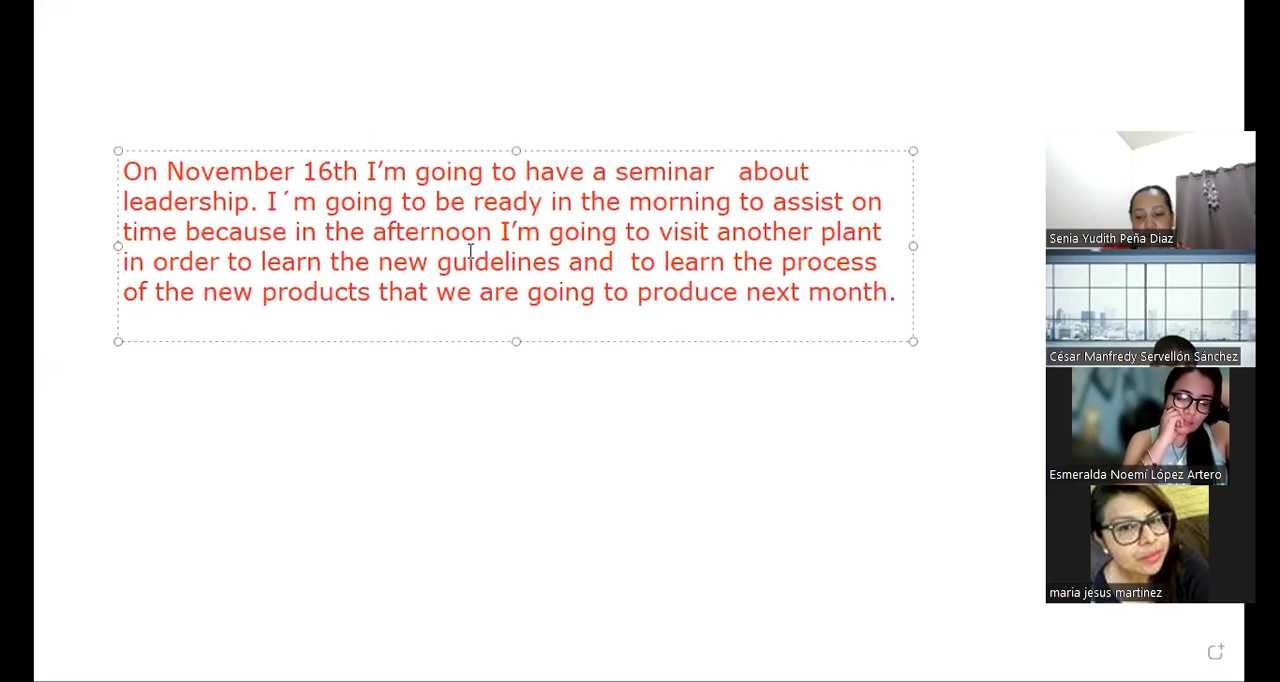 On November 16th I’m going to have a seminar   about
leadership. I´m going to be ready in the morning to assist on
time because in the afternoon I’m going to visit another plant
in order to learn the new guidelines and  to learn the process
of the new products that we are going to produce next month.
Senia Yudith Peña Diaz
César Manfredy Servellón Sánchez
Esmeralda Noemí López Artero
maria jesus martinez